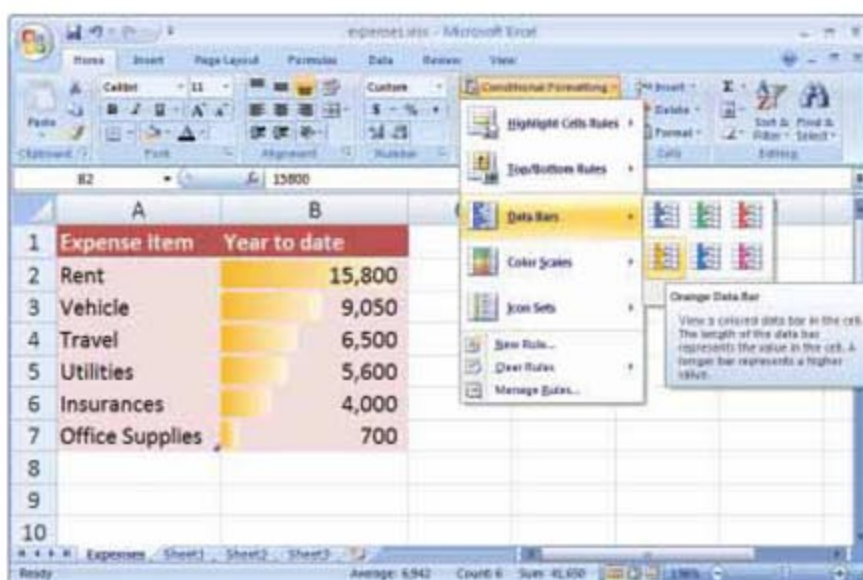 expenses.xlsx - Microsoft Excel
Home Insert Page Layout Formulas Data Review View
Calibri 11 Custom Conditional Formatting Insert Σ
Paste B I U A A $ % , Delete Sort & Find &
A Format Filter Select
Clipboard Font Alignment Number Cells Editing
B2 fx 15800
Highlight Cells Rules
Top/Bottom Rules
Data Bars
Color Scales
Icon Sets
New Rule...
Clear Rules
Manage Rules...
Orange Data Bar
View a colored data bar in the cell.
The length of the data bar
represents the value in the cell. A
longer bar represents a higher
value.
A B
1 Expense Item Year to date
2 Rent 15,800
3 Vehicle 9,050
4 Travel 6,500
5 Utilities 5,600
6 Insurances 4,000
7 Office Supplies 700
8
9
10
Expenses Sheet1 Sheet2 Sheet3
Ready Average: 6,942 Count: 6 Sum: 41,650 196%